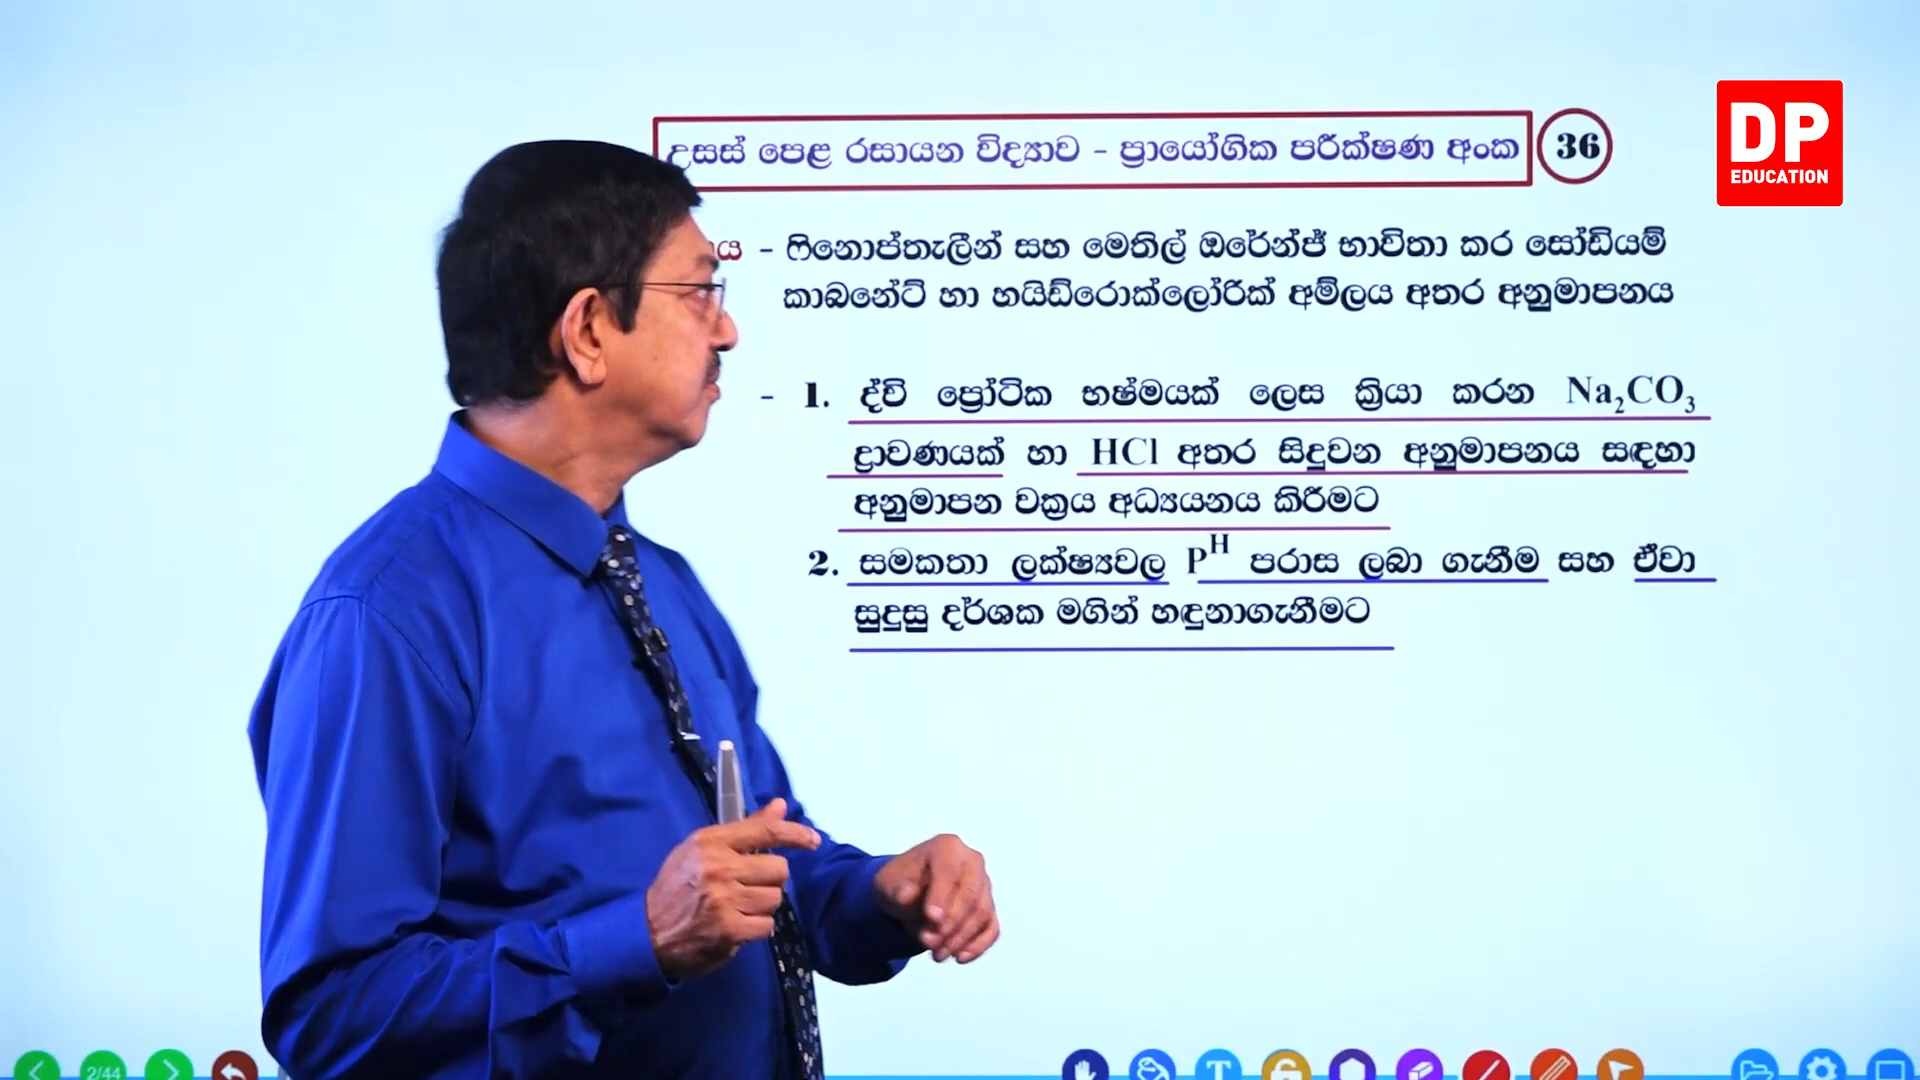 උසස් පෙළ රසායන විද්‍යාව - ප්‍රායෝගික පරීක්ෂණ අංක 36
DP
EDUCATION
- ෆිනොප්තැලීන් සහ මෙතිල් ඔරේන්ජ් භාවිතා කර සෝඩියම්
කාබනේට් හා හයිඩ්රොක්ලෝරික් අම්ලය අතර අනුමාපනය
- 1. ද්වි ප්‍රෝටික භෂ්මයක් ලෙස ක්‍රියා කරන Na₂CO₃
ද්‍රාවණයක් හා HCl අතර සිදුවන අනුමාපනය සඳහා
අනුමාපන වක්‍රය අධ්‍යයනය කිරීමට
2. සමකතා ලක්ෂ්‍යවල Pᴴ පරාස ලබා ගැනීම සහ ඒවා
සුදුසු දර්ශක මගින් හඳුනාගැනීමට
2/44